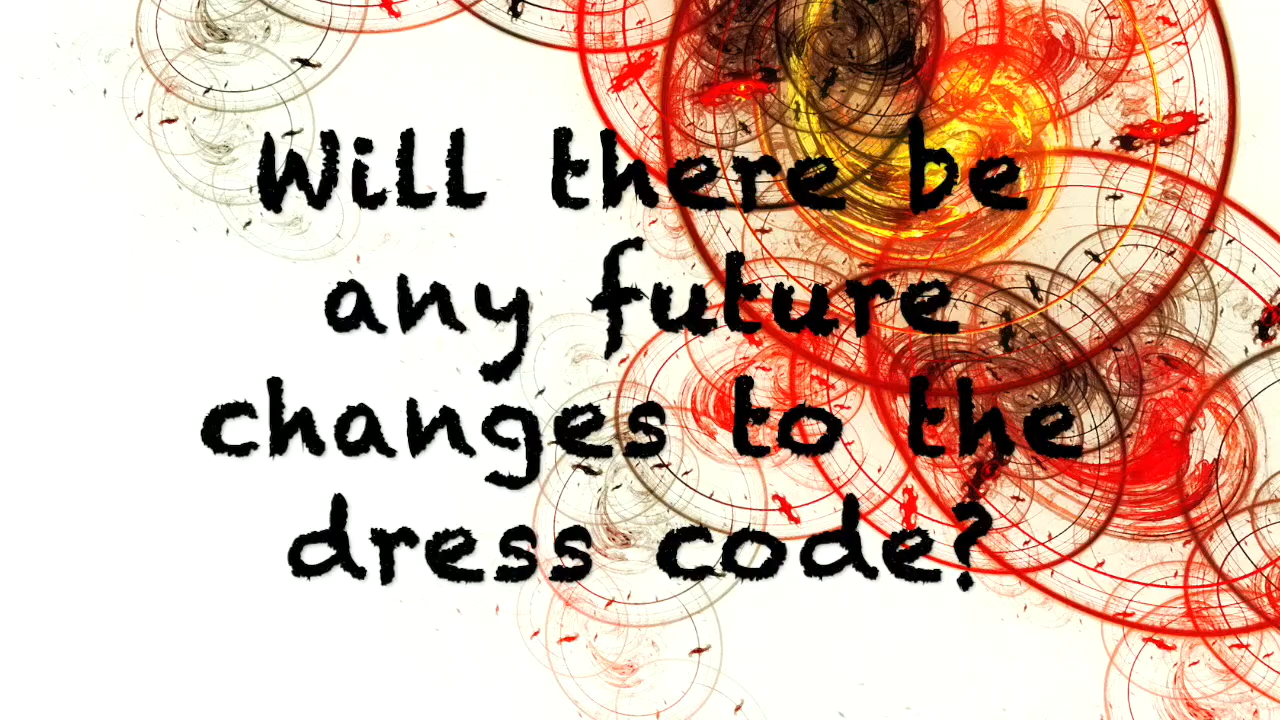 Will there be
any future
changes to the
dress code?